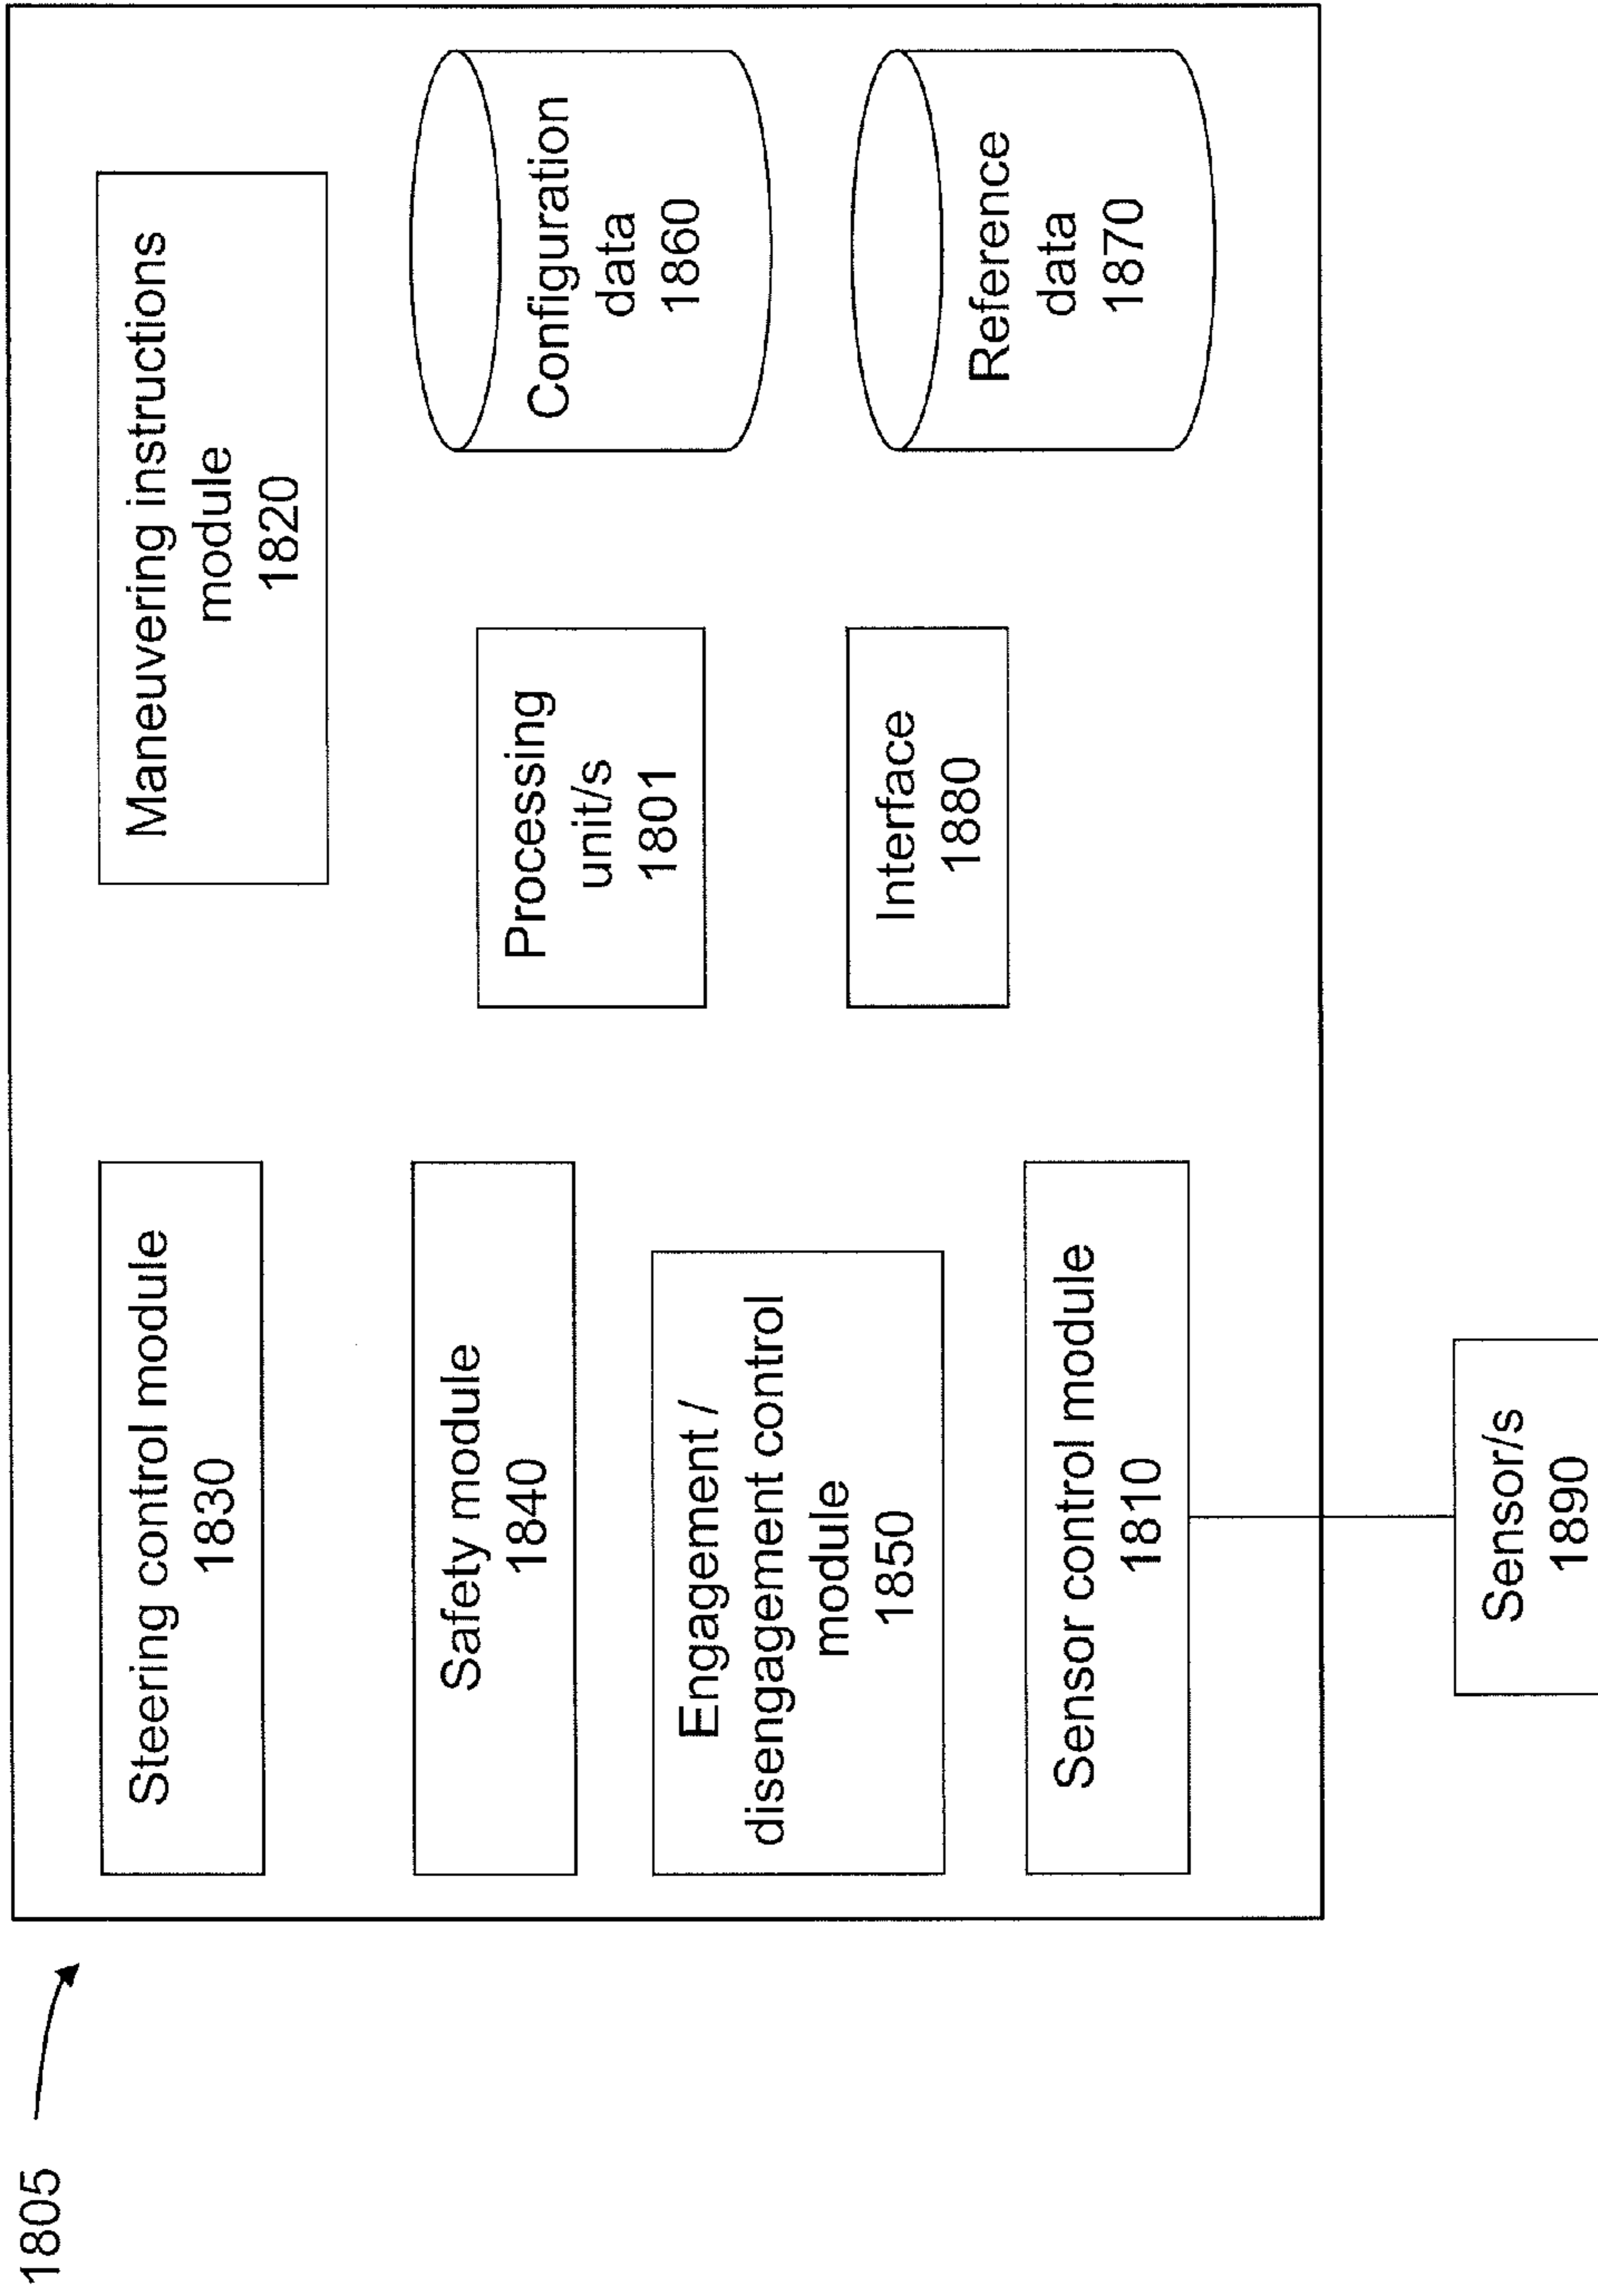 1805
Steering control module
1830
Maneuvering instructions
module
1820
Safety module
1840
Processing
unit/s
1801
Configuration
data
1860
Engagement /
disengagement control
module
1850
Interface
1880
Reference
data
1870
Sensor control module
1810
Sensor/s
1890